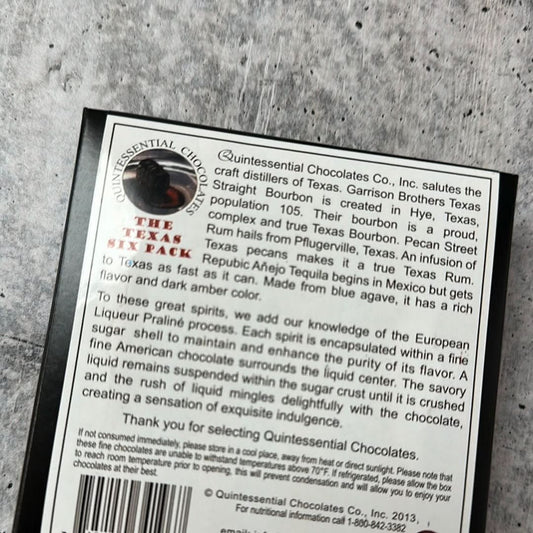 QUINTESSENTIAL CHOCOLATES
THE
TEXAS
SIX PACK
Quintessential Chocolates Co., Inc. salutes the
craft distillers of Texas. Garrison Brothers Texas
Straight Bourbon is created in Hye, Texas,
population 105. Their bourbon is a proud,
complex and true Texas Bourbon. Pecan Street
Rum hails from Pflugerville, Texas. An infusion of
Texas pecans makes it a true Texas Rum.
Repubic Añejo Tequila begins in Mexico but gets
to Texas as fast as it can. Made from blue agave, it has a rich
flavor and dark amber color.
To these great spirits, we add our knowledge of the European
Liqueur Praliné process. Each spirit is encapsulated within a fine
sugar shell to maintain and enhance the purity of its flavor. A
fine American chocolate surrounds the liquid center. The savory
liquid remains suspended within the sugar crust until it is crushed
and the rush of liquid mingles delightfully with the chocolate,
creating a sensation of exquisite indulgence.
Thank you for selecting Quintessential Chocolates.
If not consumed immediately, please store in a cool place, away from heat or direct sunlight. Please note that
these fine chocolates are unable to withstand temperatures above 70°F. If refrigerated, please allow the box
to reach room temperature prior to opening, this will prevent condensation and will allow you to enjoy your
chocolates at their best.
© Quintessential Chocolates Co., Inc. 2013,
For nutritional information call 1-800-842-3382